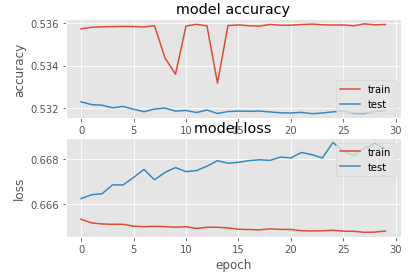 model accuracy
0.536
0.534
0.532
accuracy
train
test
0 5 10 15 20 25 30
model loss
0.668
0.666
loss
train
test
0 5 10 15 20 25 30
epoch